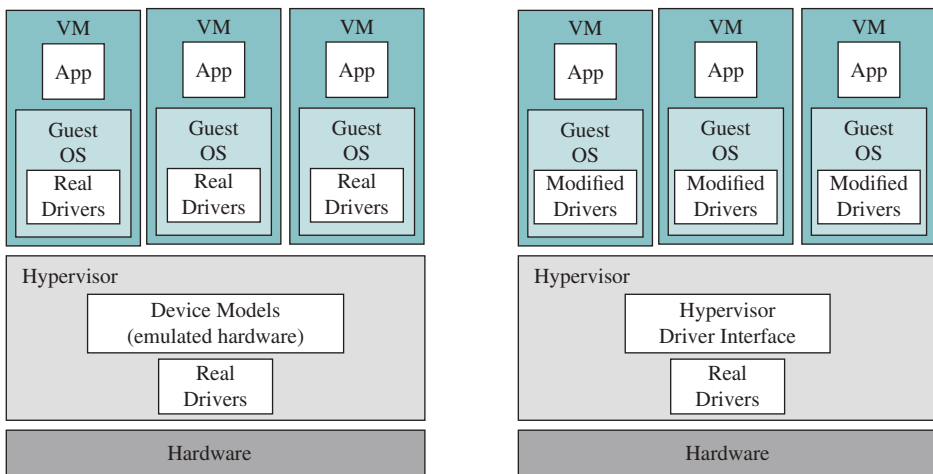 VM
App
Guest
OS
Real
Drivers
VM
App
Guest
OS
Real
Drivers
VM
App
Guest
OS
Real
Drivers
Hypervisor
Device Models
(emulated hardware)
Real
Drivers
Hardware
VM
App
Guest
OS
Modified
Drivers
VM
App
Guest
OS
Modified
Drivers
VM
App
Guest
OS
Modified
Drivers
Hypervisor
Hypervisor
Driver Interface
Real
Drivers
Hardware